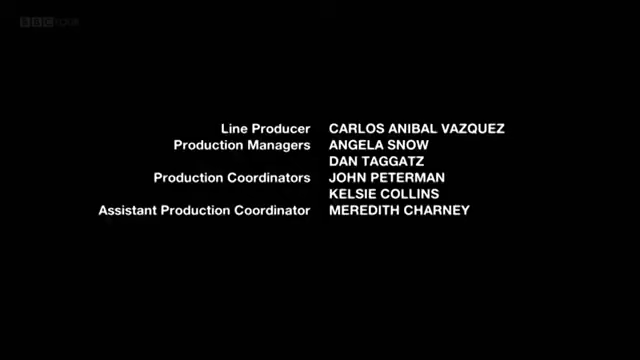 BBC FOUR
Line Producer CARLOS ANIBAL VAZQUEZ
Production Managers ANGELA SNOW
DAN TAGGATZ
Production Coordinators JOHN PETERMAN
KELSIE COLLINS
Assistant Production Coordinator MEREDITH CHARNEY